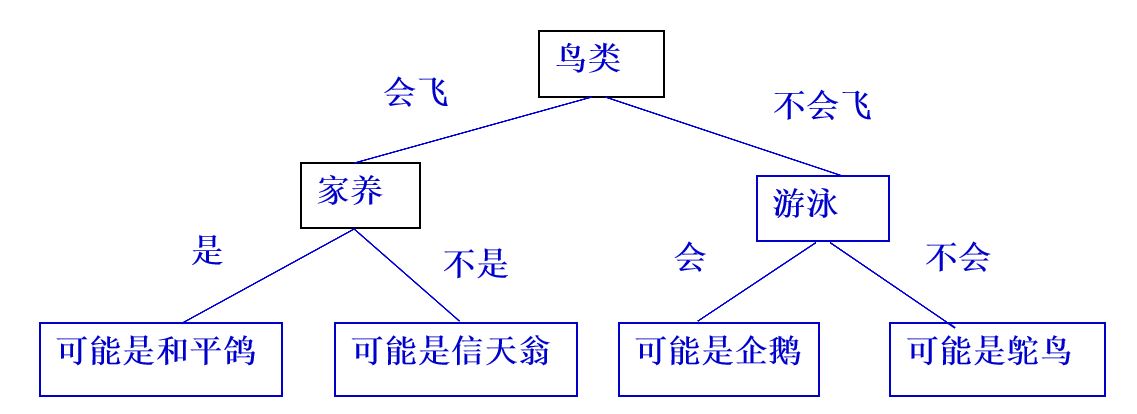 鸟类
会飞
不会飞
家养
游泳
是
不是
会
不会
可能是和平鸽
可能是信天翁
可能是企鹅
可能是鸵鸟